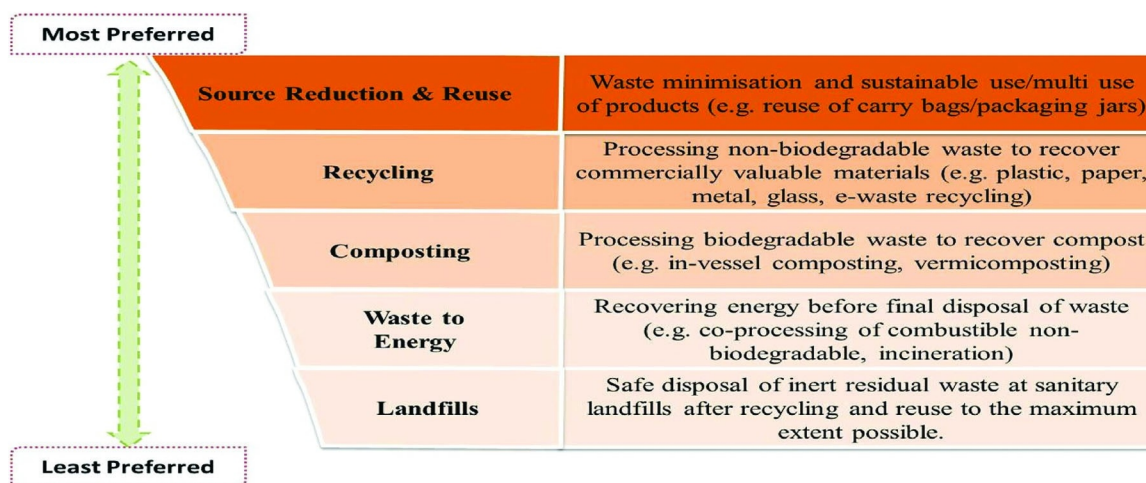 Most Preferred
Source Reduction & Reuse
Waste minimisation and sustainable use/multi use
of products (e.g. reuse of carry bags/packaging jars)
Recycling
Processing non-biodegradable waste to recover
commercially valuable materials (e.g. plastic, paper,
metal, glass, e-waste recycling)
Composting
Processing biodegradable waste to recover compost
(e.g. in-vessel composting, vermicomposting)
Waste to
Energy
Recovering energy before final disposal of waste
(e.g. co-processing of combustible non-
biodegradable, incineration)
Landfills
Safe disposal of inert residual waste at sanitary
landfills after recycling and reuse to the maximum
extent possible.
Least Preferred